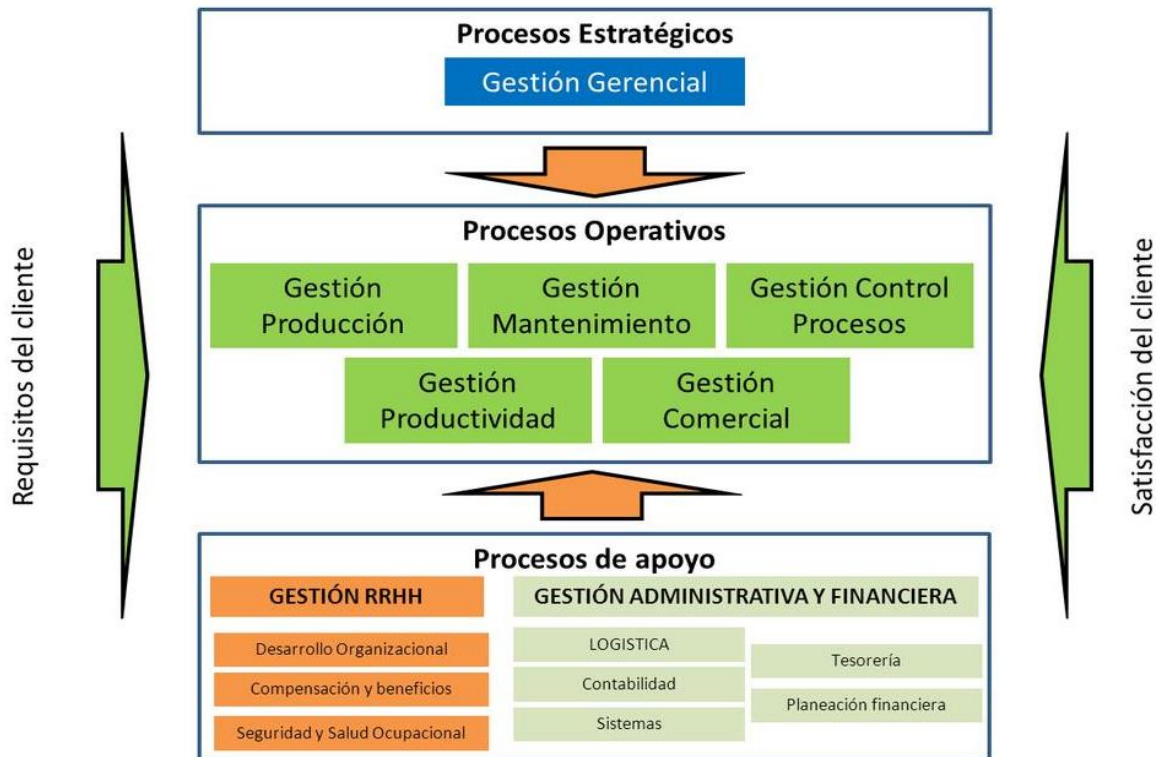 Procesos Estratégicos
Gestión Gerencial
Requisitos del cliente
Procesos Operativos
Gestión
Producción
Gestión
Mantenimiento
Gestión Control
Procesos
Gestión
Productividad
Gestión
Comercial
Satisfacción del cliente
Procesos de apoyo
GESTIÓN RRHH
Desarrollo Organizacional
Compensación y beneficios
Seguridad y Salud Ocupacional
GESTIÓN ADMINISTRATIVA Y FINANCIERA
LOGISTICA
Contabilidad
Sistemas
Tesorería
Planeación financiera